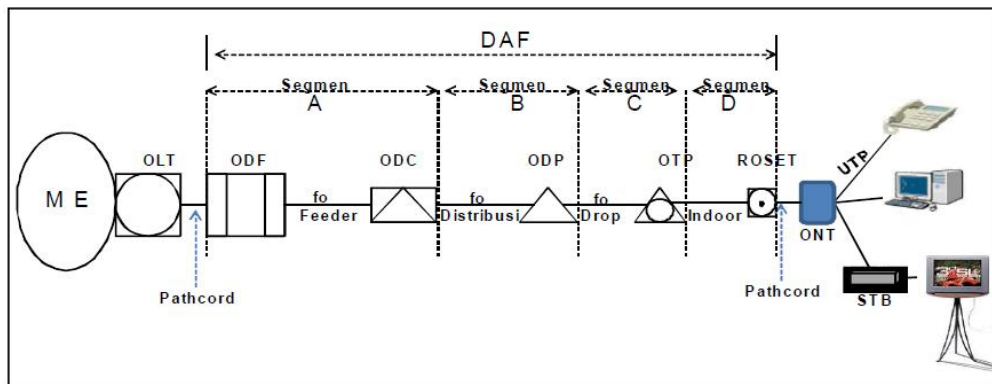 DAF
Segmen Segmen Segmen Segmen
A B C D
OLT ODF ODC ODP OTP ROSET
UTP
M E
fo fo fo
Feeder Distribusi Drop Indoor
ONT
Pathcord Pathcord
STB